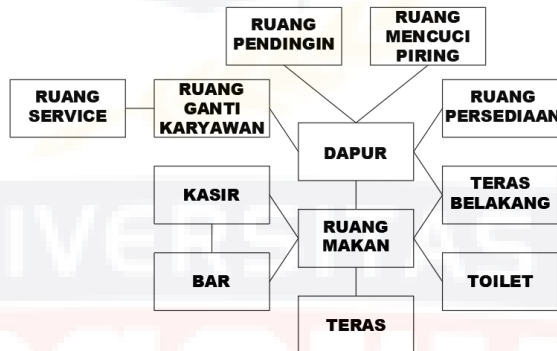 RUANG
PENDINGIN
RUANG
MENCUCI
PIRING
RUANG
SERVICE
RUANG
GANTI
KARYAWAN
RUANG
PERSEDIAAN
DAPUR
KASIR
TERAS
BELAKANG
RUANG
MAKAN
BAR
TOILET
TERAS